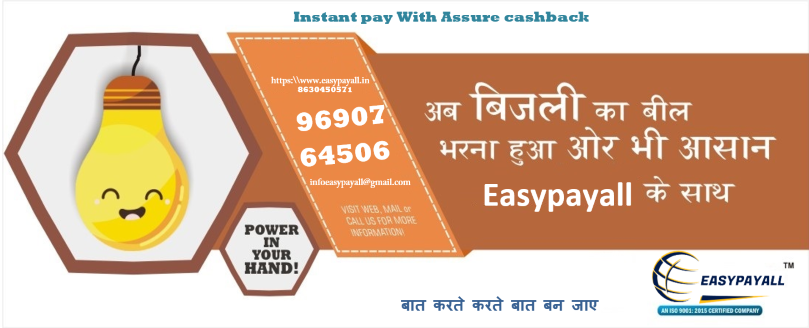 Instant pay With Assure cashback
https:\\www.easypayall.in
8630450571
96907
64506
infoeasypayall@gmail.com
VISIT WEB, MAIL or
CALL US FOR MORE
INFORMATION!
POWER
IN
YOUR
HAND!
अब बिजली का बील
भरना हुआ ओर भी आसान
Easypayall के साथ
बात करते करते बात बन जाए
EASYPAYALL TM
AN ISO 9001: 2015 CERTIFIED COMPANY